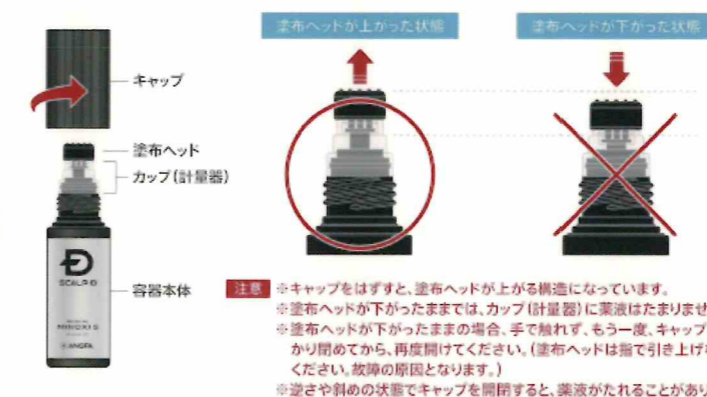 塗布ヘッドが上がった状態
塗布ヘッドが下がった状態
キャップ
塗布ヘッド
カップ(計量器)
容器本体
SCALP D
MINOXI 5
ANGFA
注意
※キャップをはずすと、塗布ヘッドが上がる構造になっています。
※塗布ヘッドが下がったままでは、カップ(計量器)に薬液はたまりませ
※塗布ヘッドが下がったままの場合、手で触れず、もう一度、キャップ
かり閉めてから、再度開けてください。(塗布ヘッドは指で引き上げ
ください。故障の原因となります。)
※逆さや斜めの状態でキャップを開閉すると、薬液がたれることがあり